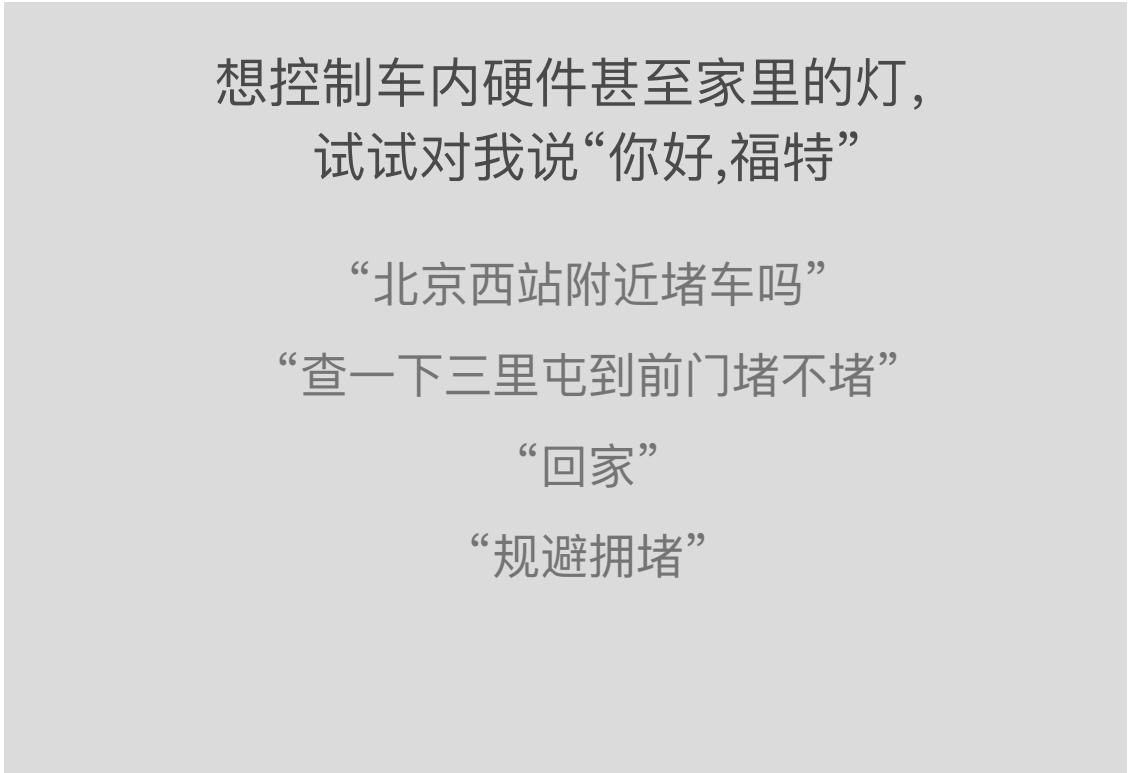 想控制车内硬件甚至家里的灯,
试试对我说“你好,福特”
“北京西站附近堵车吗”
“查一下三里屯到前门堵不堵”
“回家”
“规避拥堵”